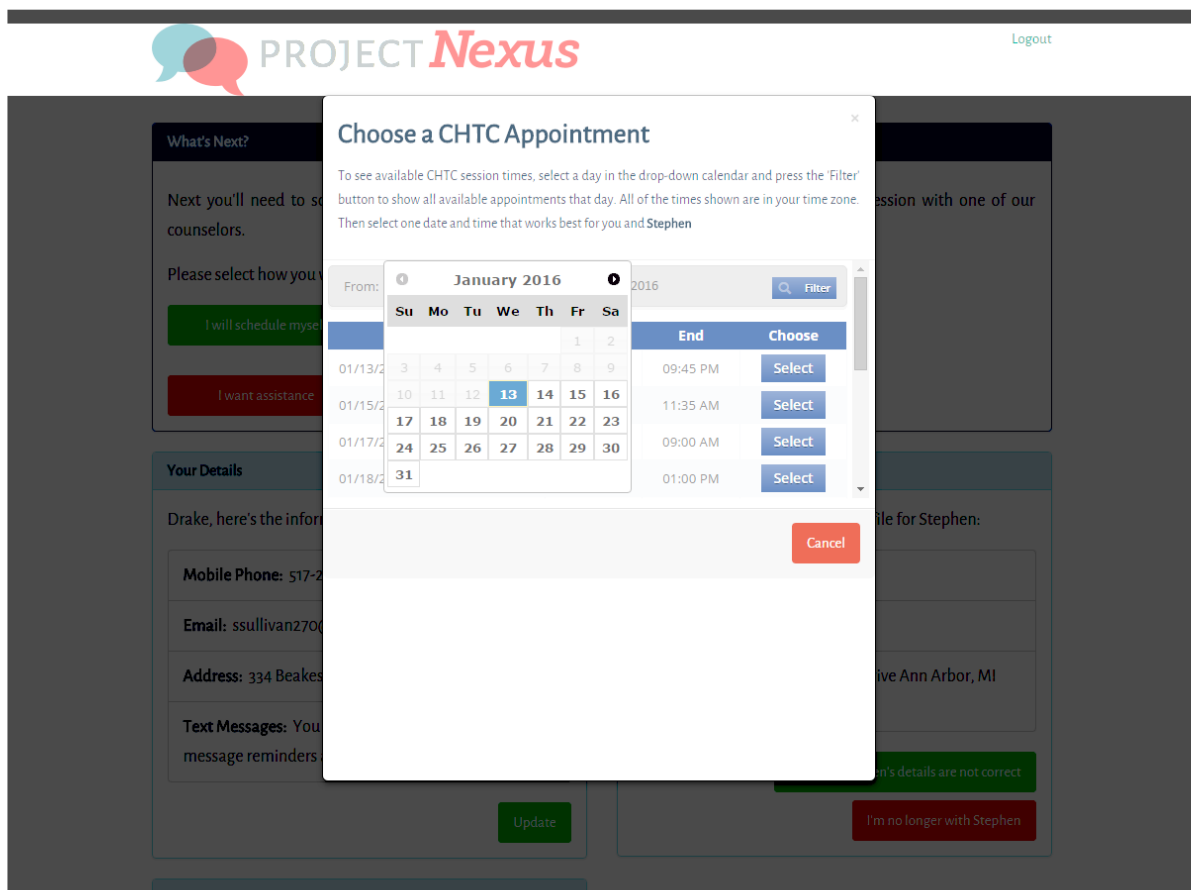 PROJECT Nexus
Logout
What's Next?
Next you'll need to
ession with one of our
counselors.
Please select how you
I will schedule
I want assistance
Choose a CHTC Appointment
×
To see available CHTC session times, select a day in the drop-down calendar and press the 'Filter'
button to show all available appointments that day. All of the times shown are in your time zone.
Then select one date and time that works best for you and Stephen
From:
2016
Filter
January 2016
Su Mo Tu We Th Fr Sa
1 2
3 4 5 6 7 8 9
10 11 12 13 14 15 16
17 18 19 20 21 22 23
24 25 26 27 28 29 30
31
End Choose
01/13/2 09:45 PM Select
01/15/2 11:35 AM Select
01/17/2 09:00 AM Select
01/18/2 01:00 PM Select
Cancel
Your Details
Drake, here's the infor
ile for Stephen:
Mobile Phone: 517-2
Email: ssullivan270
Address: 334 Beakes
ive Ann Arbor, MI
Text Messages: You
message reminders
Update
n's details are not correct
I'm no longer with Stephen